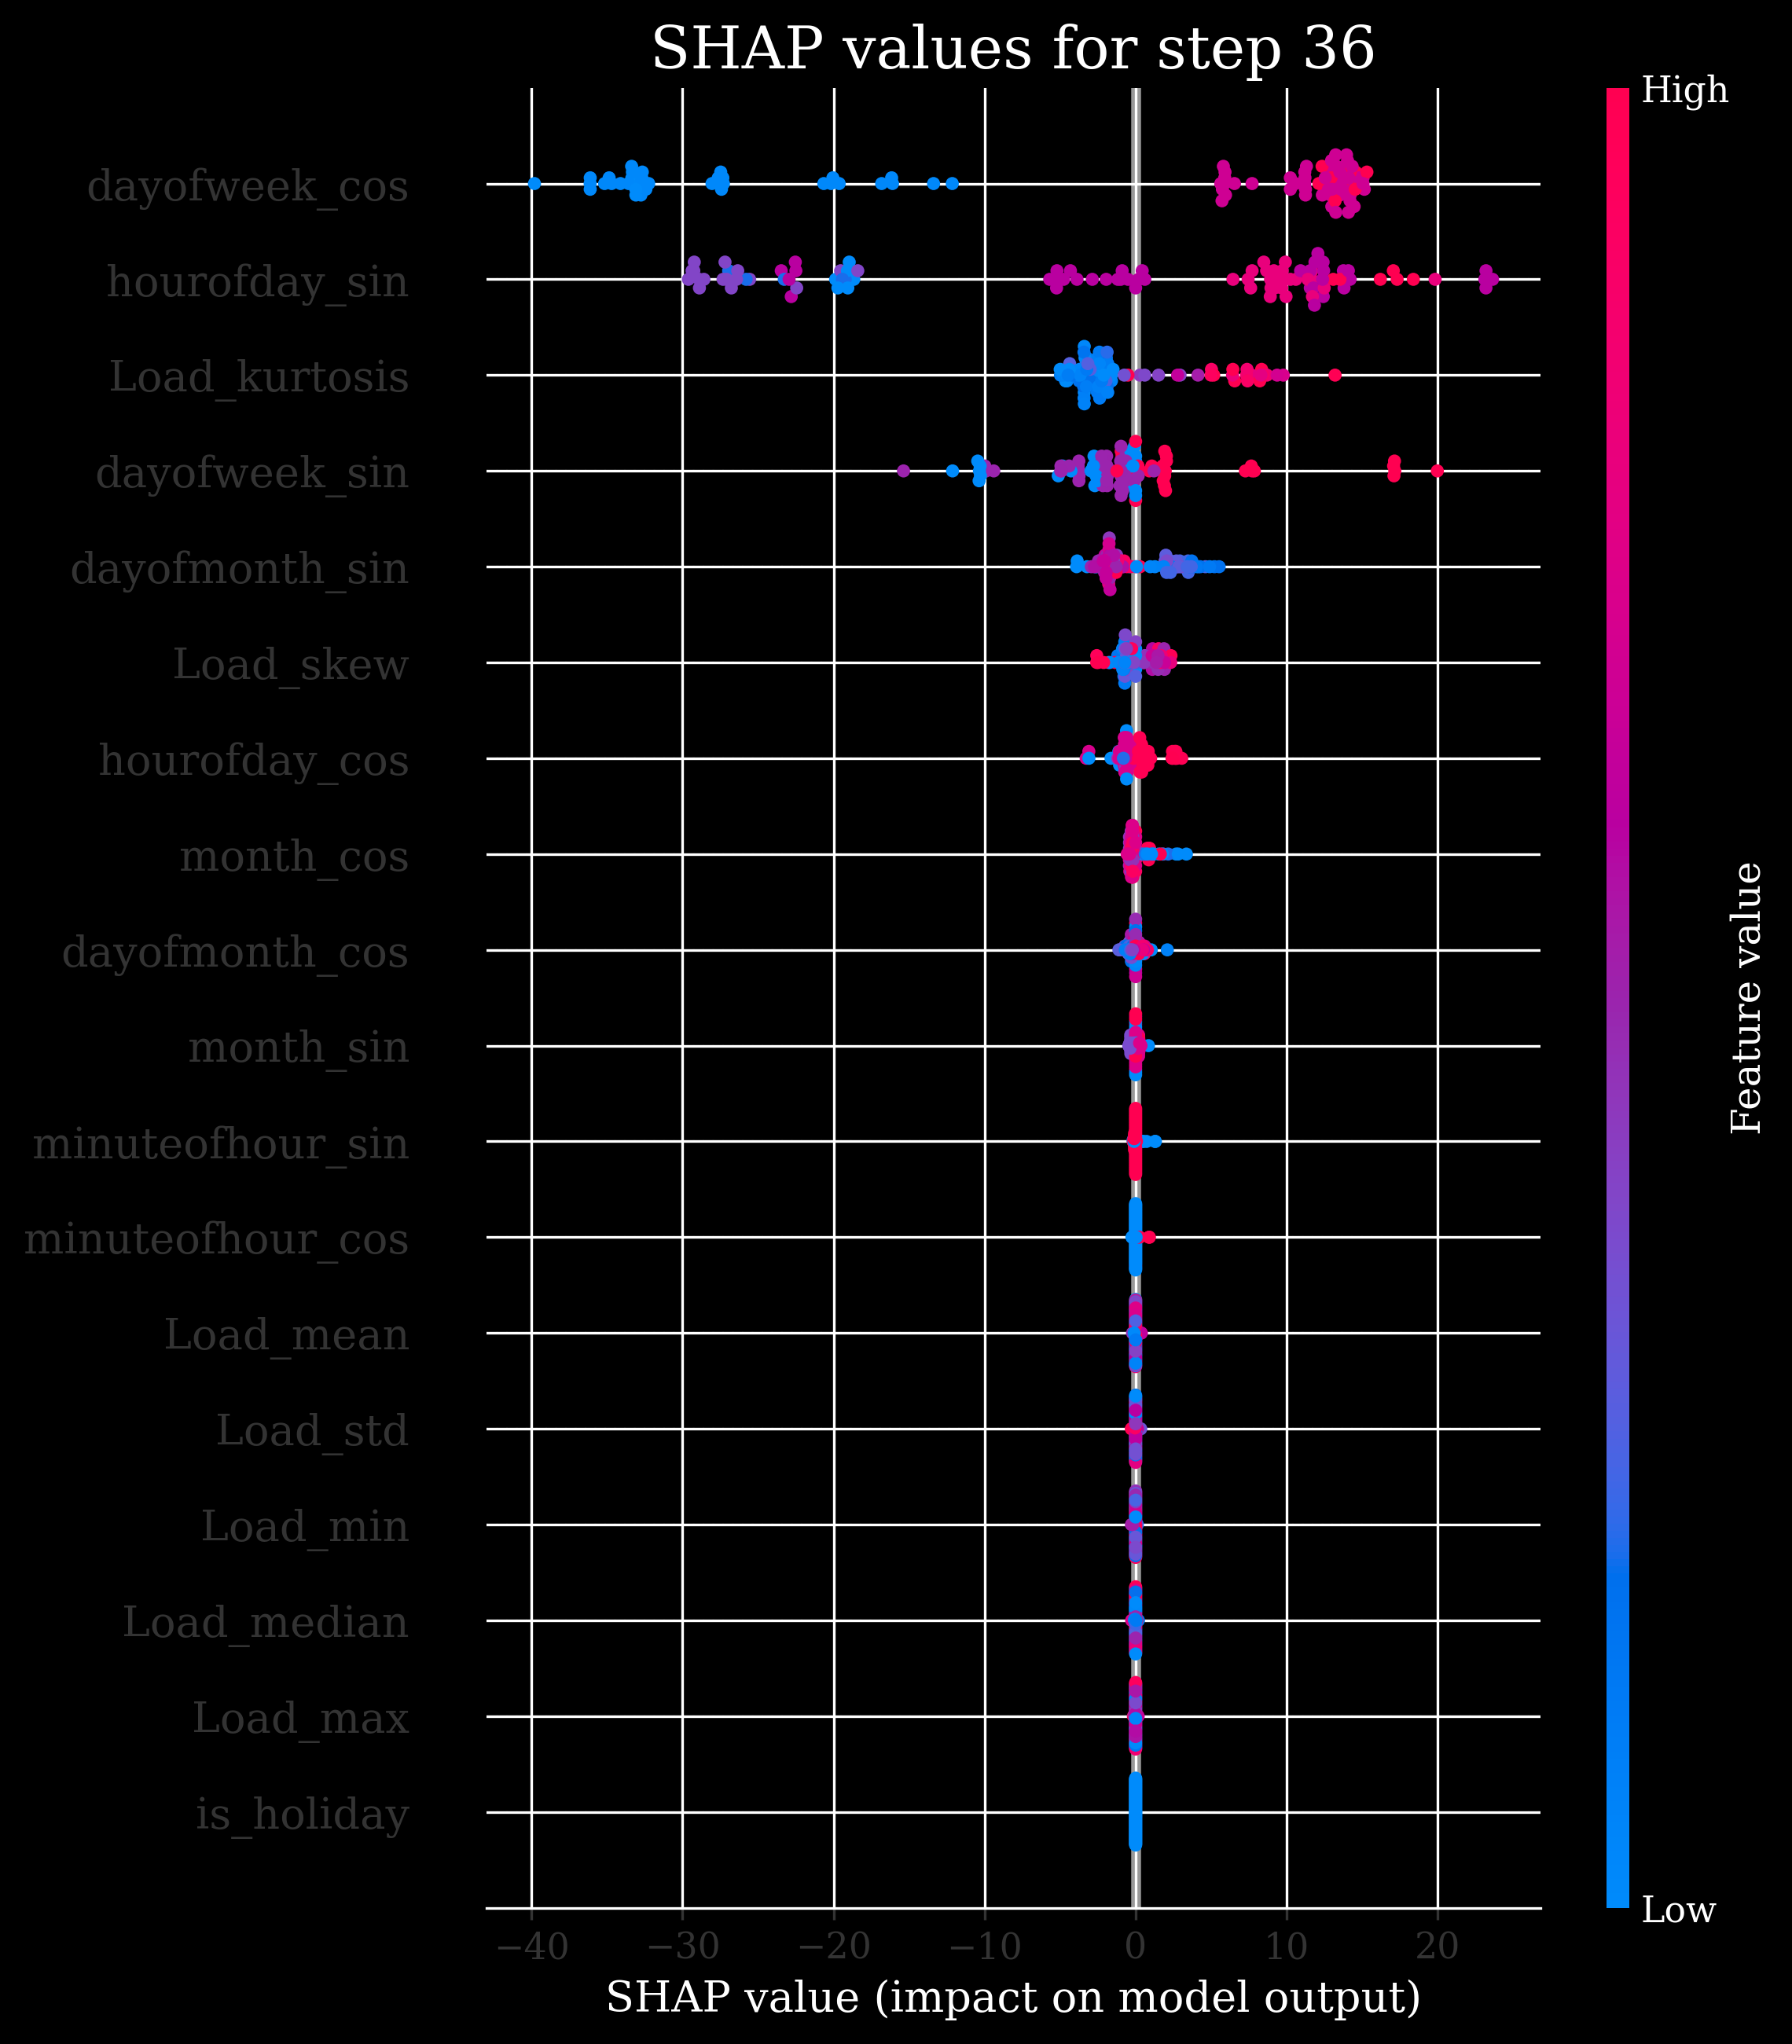 SHAP values for step 36
High
dayofweek_cos
hourofday_sin
Load_kurtosis
dayofweek_sin
dayofmonth_sin
Load_skew
hourofday_cos
month_cos
dayofmonth_cos
month_sin
minuteofhour_sin
minuteofhour_cos
Load_mean
Load_std
Load_min
Load_median
Load_max
is_holiday
Feature value
Low
−40 −30 −20 −10 0 10 20
SHAP value (impact on model output)